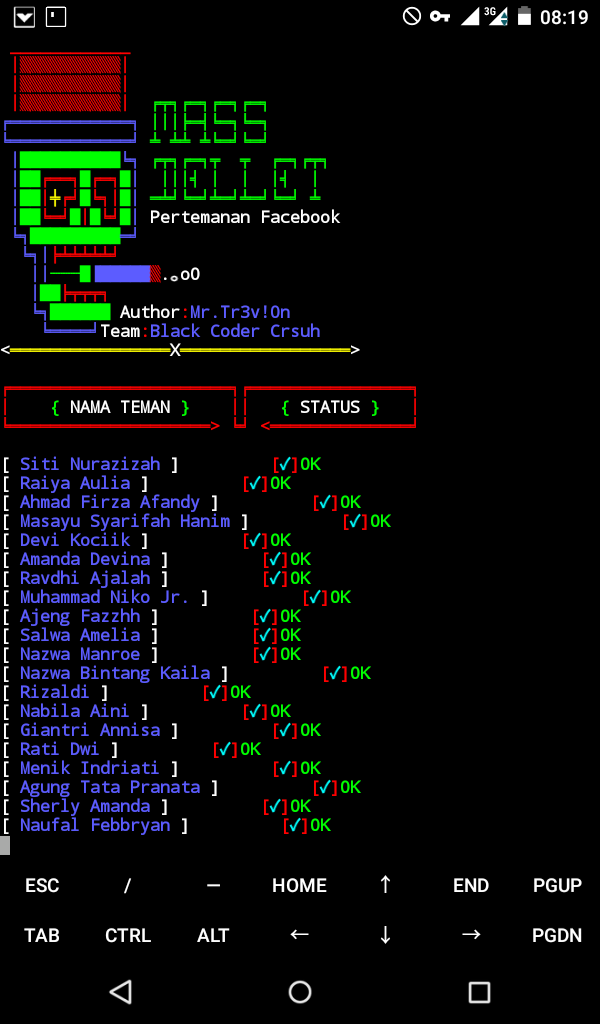 3G 08:19
MASS
DELLET
Pertemanan Facebook
.｡oO
Author:Mr.Tr3v!0n
Team:Black Coder Crsuh
<═════════════════X═════════════════>
{ NAMA TEMAN } { STATUS }
[ Siti Nurazizah ] [✓]OK
[ Raiya Aulia ] [✓]OK
[ Ahmad Firza Afandy ] [✓]OK
[ Masayu Syarifah Hanim ] [✓]OK
[ Devi Kociik ] [✓]OK
[ Amanda Devina ] [✓]OK
[ Ravdhi Ajalah ] [✓]OK
[ Muhammad Niko Jr. ] [✓]OK
[ Ajeng Fazzhh ] [✓]OK
[ Salwa Amelia ] [✓]OK
[ Nazwa Manroe ] [✓]OK
[ Nazwa Bintang Kaila ] [✓]OK
[ Rizaldi ] [✓]OK
[ Nabila Aini ] [✓]OK
[ Giantri Annisa ] [✓]OK
[ Rati Dwi ] [✓]OK
[ Menik Indriati ] [✓]OK
[ Agung Tata Pranata ] [✓]OK
[ Sherly Amanda ] [✓]OK
[ Naufal Febbryan ] [✓]OK
ESC / — HOME ↑ END PGUP
TAB CTRL ALT ← ↓ → PGDN